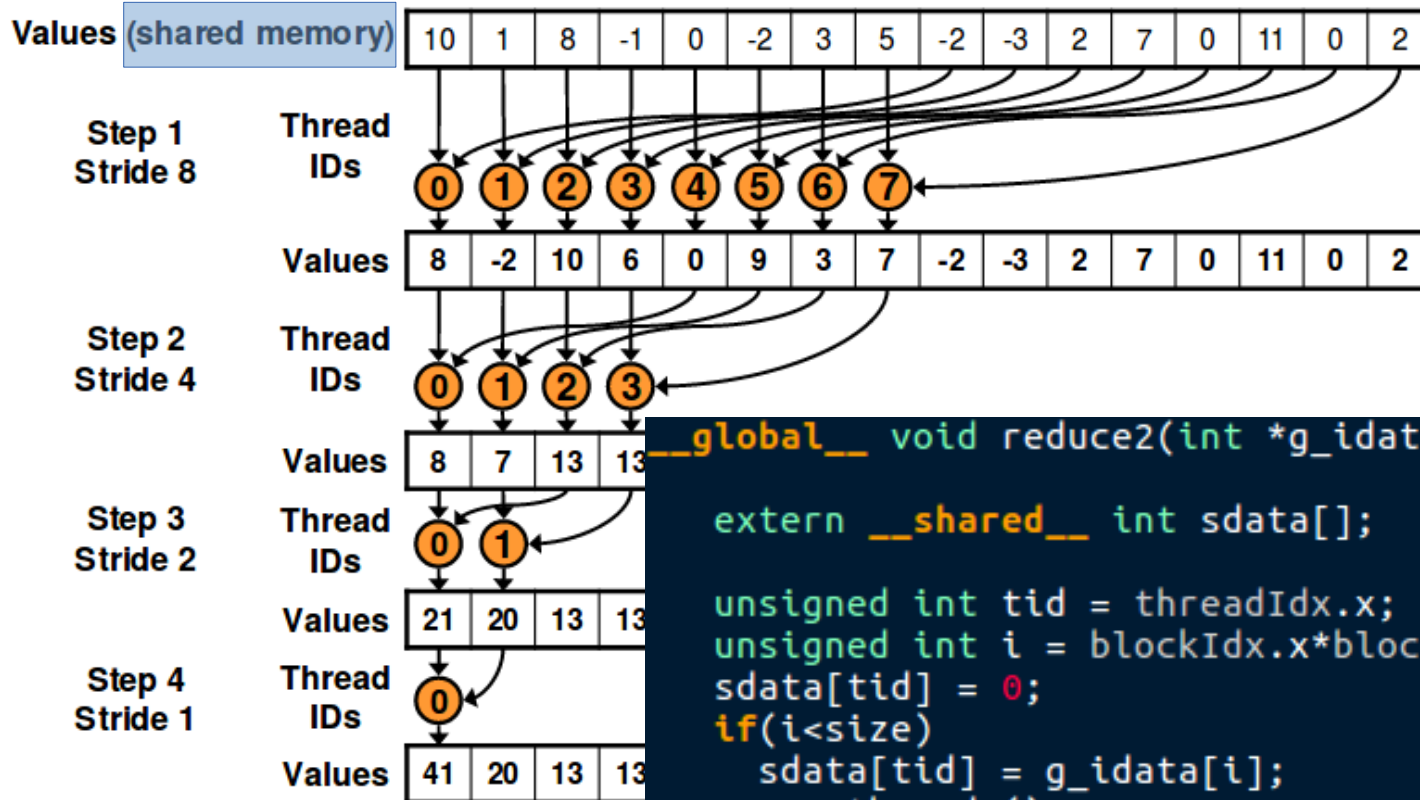 Values (shared memory) 10 1 8 -1 0 -2 3 5 -2 -3 2 7 0 11 0 2
Step 1
Stride 8
Thread
IDs
0 1 2 3 4 5 6 7
Values 8 -2 10 6 0 9 3 7 -2 -3 2 7 0 11 0 2
Step 2
Stride 4
Thread
IDs
0 1 2 3
Values 8 7 13 13
Step 3
Stride 2
Thread
IDs
0 1
Values 21 20 13 13
Step 4
Stride 1
Thread
IDs
0
Values 41 20 13 13
__global__ void reduce2(int *g_idat
extern __shared__ int sdata[];
unsigned int tid = threadIdx.x;
unsigned int i = blockIdx.x*bloc
sdata[tid] = 0;
if(i<size)
sdata[tid] = g_idata[i];